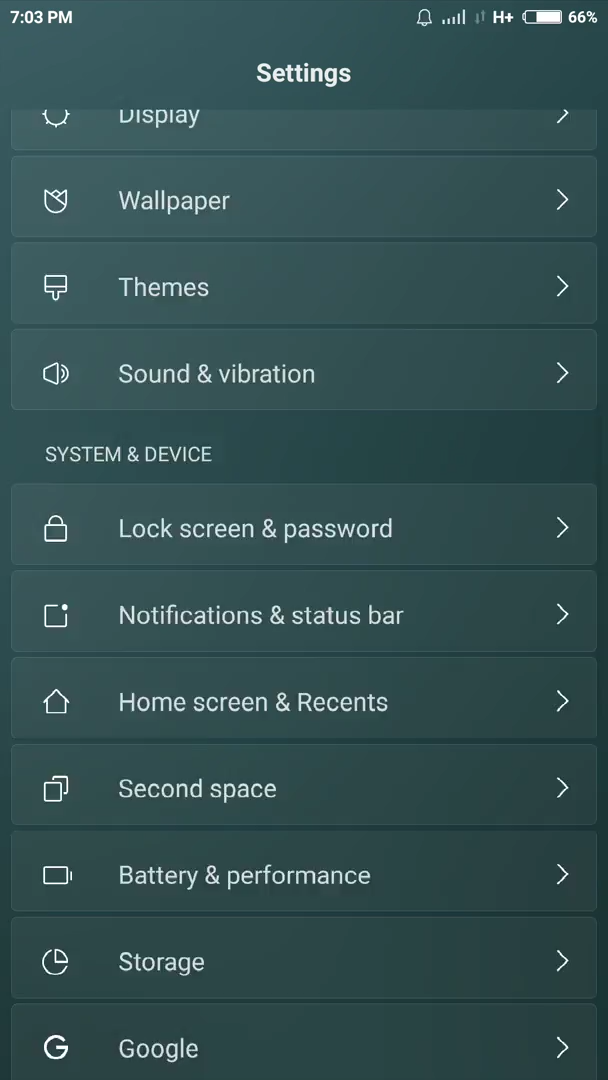 7:03 PM H+ 66%
Settings
Display
Wallpaper
Themes
Sound & vibration
SYSTEM & DEVICE
Lock screen & password
Notifications & status bar
Home screen & Recents
Second space
Battery & performance
Storage
Google